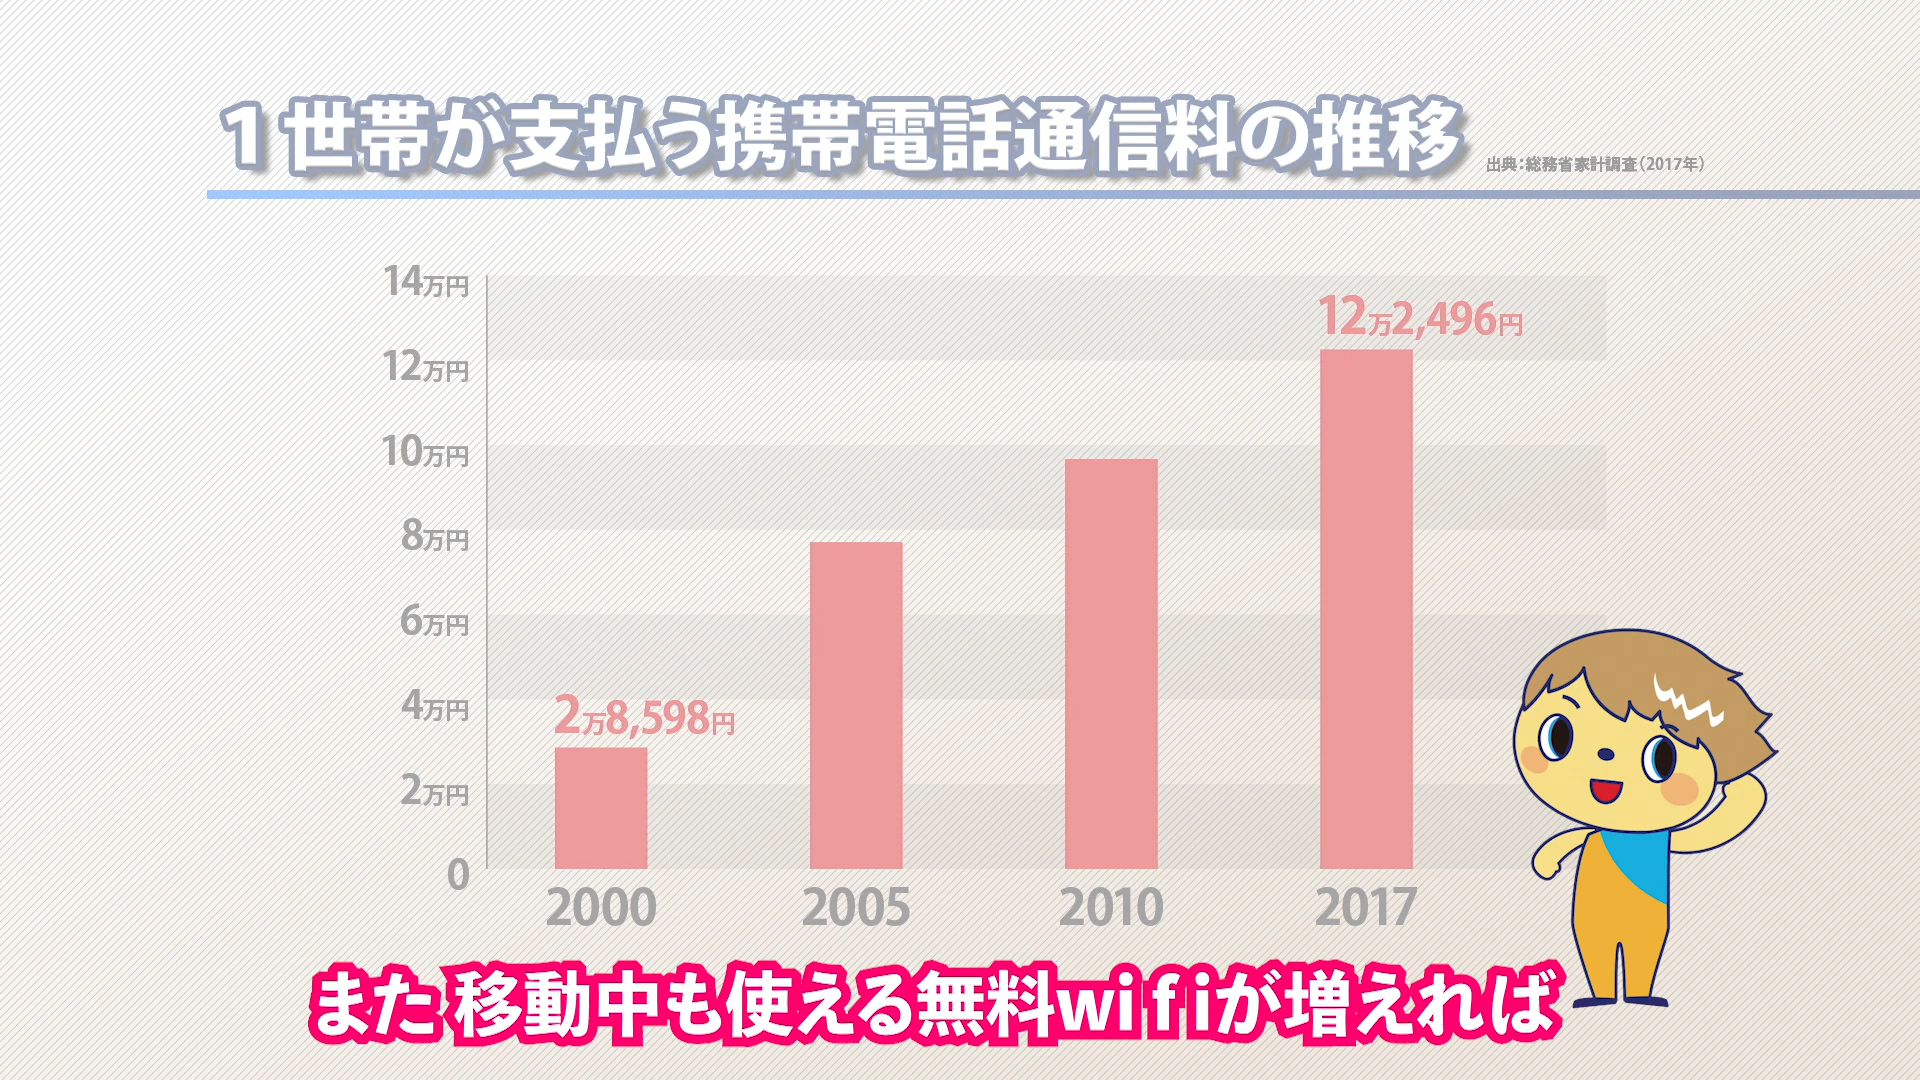 １世帯が支払う携帯電話通信料の推移
出典：総務省家計調査（2017年）
14万円
12万円
10万円
8万円
6万円
4万円
2万円
0
2万8,598円
12万2,496円
2000
2005
2010
2017
また 移動中も使える無料wifiが増えれば